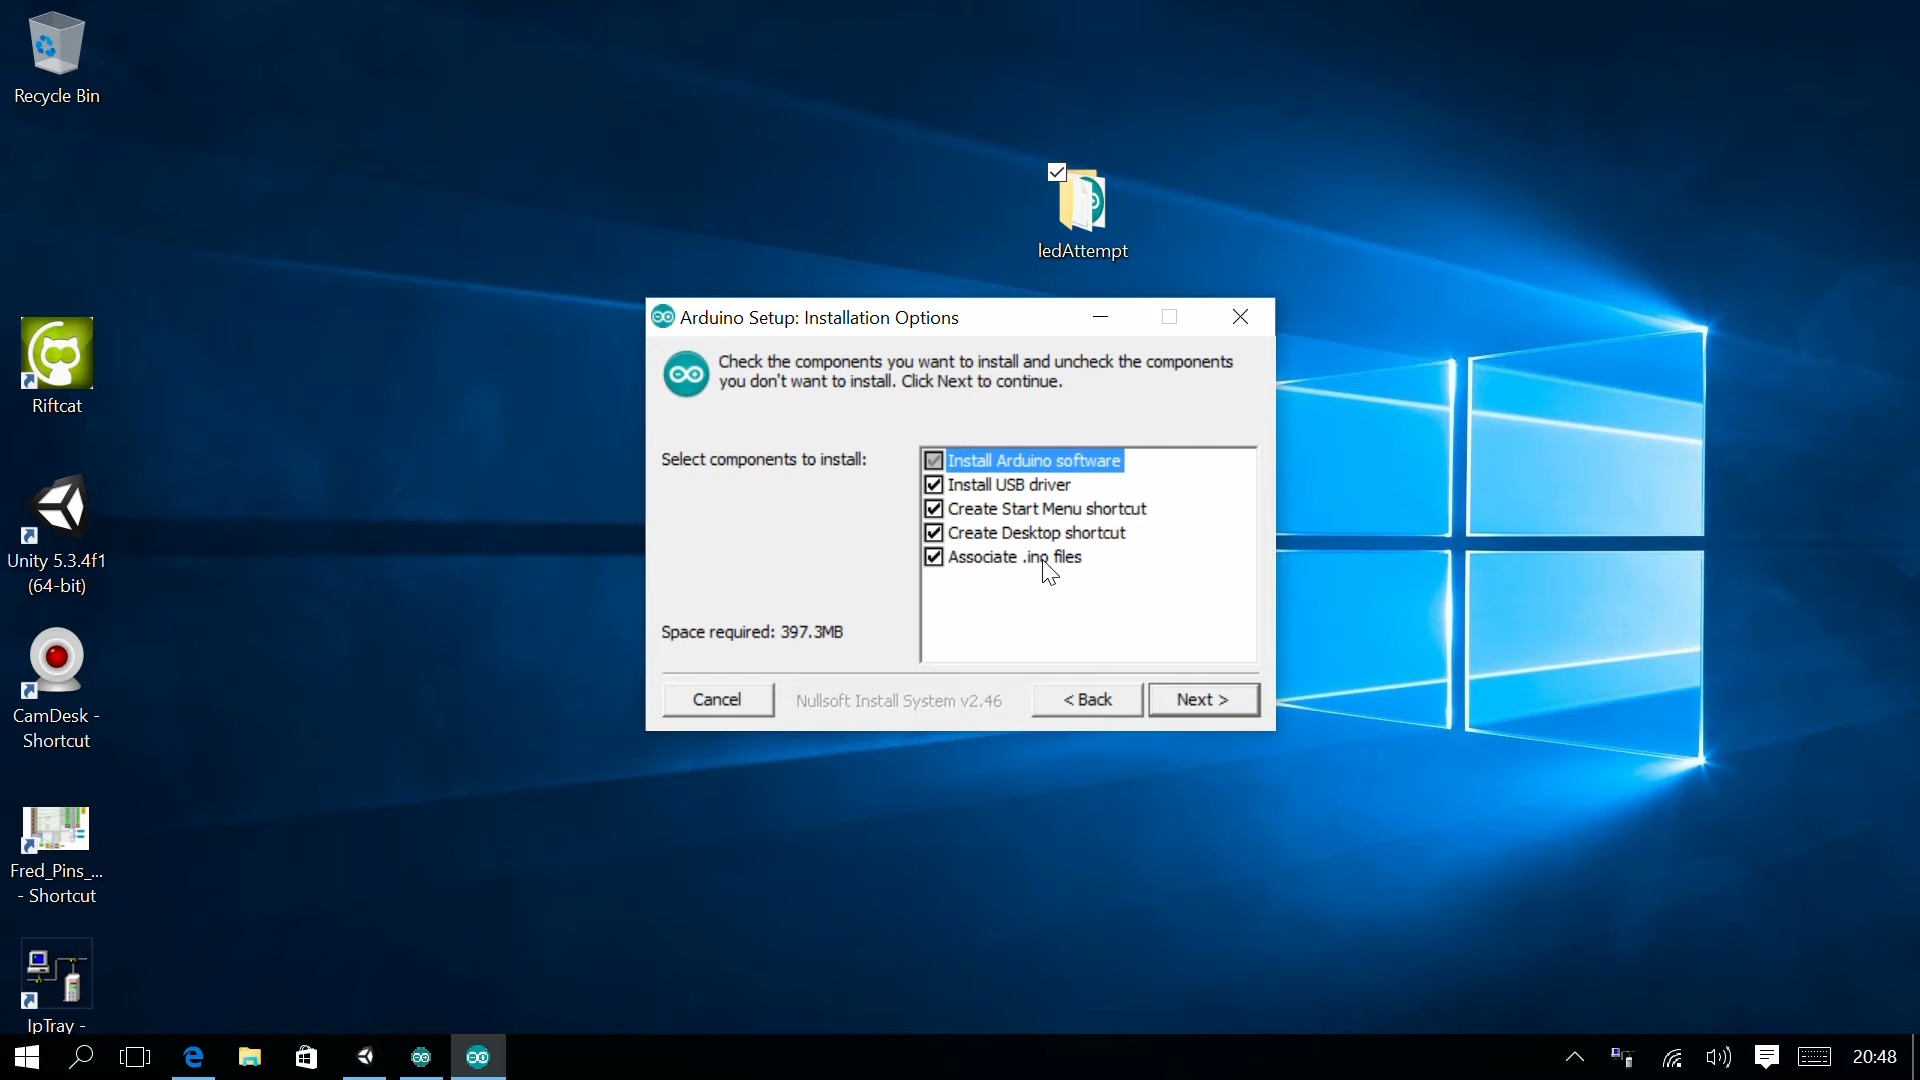 Recycle Bin
ledAttempt
Riftcat
Unity 5.3.4f1
(64-bit)
CamDesk -
Shortcut
Fred_Pins_...
- Shortcut
IpTray -
Arduino Setup: Installation Options
Check the components you want to install and uncheck the components
you don't want to install. Click Next to continue.
Select components to install:
Install Arduino software
Install USB driver
Create Start Menu shortcut
Create Desktop shortcut
Associate .ino files
Space required: 397.3MB
Cancel
Nullsoft Install System v2.46
< Back
Next >
20:48